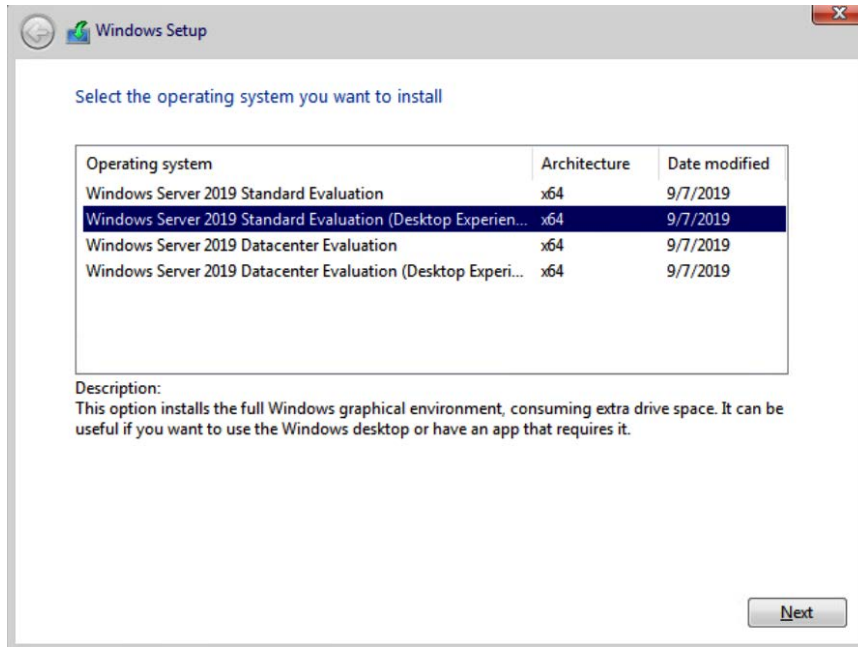 Windows Setup
Select the operating system you want to install
Operating system Architecture Date modified
Windows Server 2019 Standard Evaluation x64 9/7/2019
Windows Server 2019 Standard Evaluation (Desktop Experien... x64 9/7/2019
Windows Server 2019 Datacenter Evaluation x64 9/7/2019
Windows Server 2019 Datacenter Evaluation (Desktop Experi... x64 9/7/2019
Description:
This option installs the full Windows graphical environment, consuming extra drive space. It can be
useful if you want to use the Windows desktop or have an app that requires it.
Next